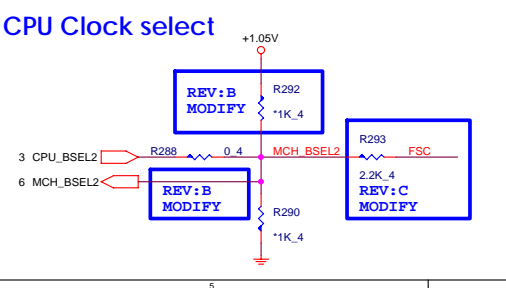 CPU Clock select
+1.05V
REV:B
MODIFY
R292
*1K_4
R293
3 CPU_BSEL2
R288
0_4
MCH_BSEL2
FSC
6 MCH_BSEL2
2.2K_4
REV:B
MODIFY
REV:C
MODIFY
R290
*1K_4
5